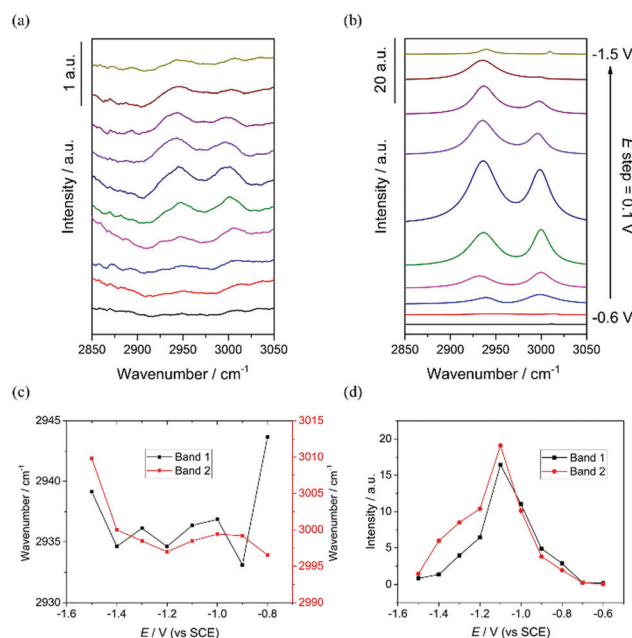 (a)
1 a.u.
Intensity / a.u.
2850 2900 2950 3000 3050
Wavenumber / cm⁻¹
(b)
20 a.u.
Intensity / a.u.
-1.5 V
E step = 0.1 V
-0.6 V
2850 2900 2950 3000 3050
Wavenumber / cm⁻¹
(c)
2945
2940
2935
2930
Wavenumber / cm⁻¹
Band 1
Band 2
3015
3010
3005
3000
2995
2990
Wavenumber / cm⁻¹
-1.6 -1.4 -1.2 -1.0 -0.8
E / V (vs SCE)
(d)
20
15
10
5
0
Intensity / a.u.
Band 1
Band 2
-1.6 -1.4 -1.2 -1.0 -0.8 -0.6
E / V (vs SCE)